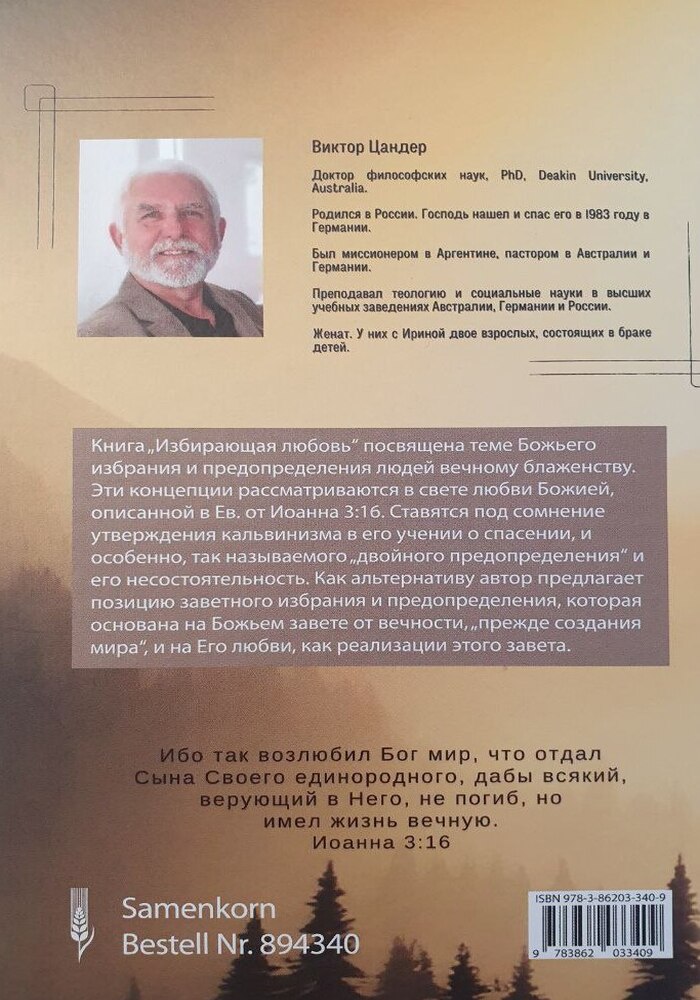 Виктор Цандер
Доктор философских наук, PhD, Deakin University,
Australia.
Родился в России. Господь нашел и спас его в 1983 году в
Германии.
Был миссионером в Аргентине, пастором в Австралии и
Германии.
Преподавал теологию и социальные науки в высших
учебных заведениях Австралии, Германии и России.
Женат. У них с Ириной двое взрослых, состоящих в браке
детей.
Книга „Избирающая любовь“ посвящена теме Божьего
избрания и предопределения людей вечному блаженству.
Эти концепции рассматриваются в свете любви Божией,
описанной в Ев. от Иоанна 3:16. Ставятся под сомнение
утверждения кальвинизма в его учении о спасении, и
особенно, так называемого „двойного предопределения“ и
его несостоятельность. Как альтернативу автор предлагает
позицию заветного избрания и предопределения, которая
основана на Божьем завете от вечности, „прежде создания
мира“, и на Его любви, как реализации этого завета.
Ибо так возлюбил Бог мир, что отдал
Сына Своего единородного, дабы всякий,
верующий в Него, не погиб, но
имел жизнь вечную.
Иоанна 3:16
Samenkorn
Bestell Nr. 894340
ISBN 978-3-86203-340-9
9 783862 033409